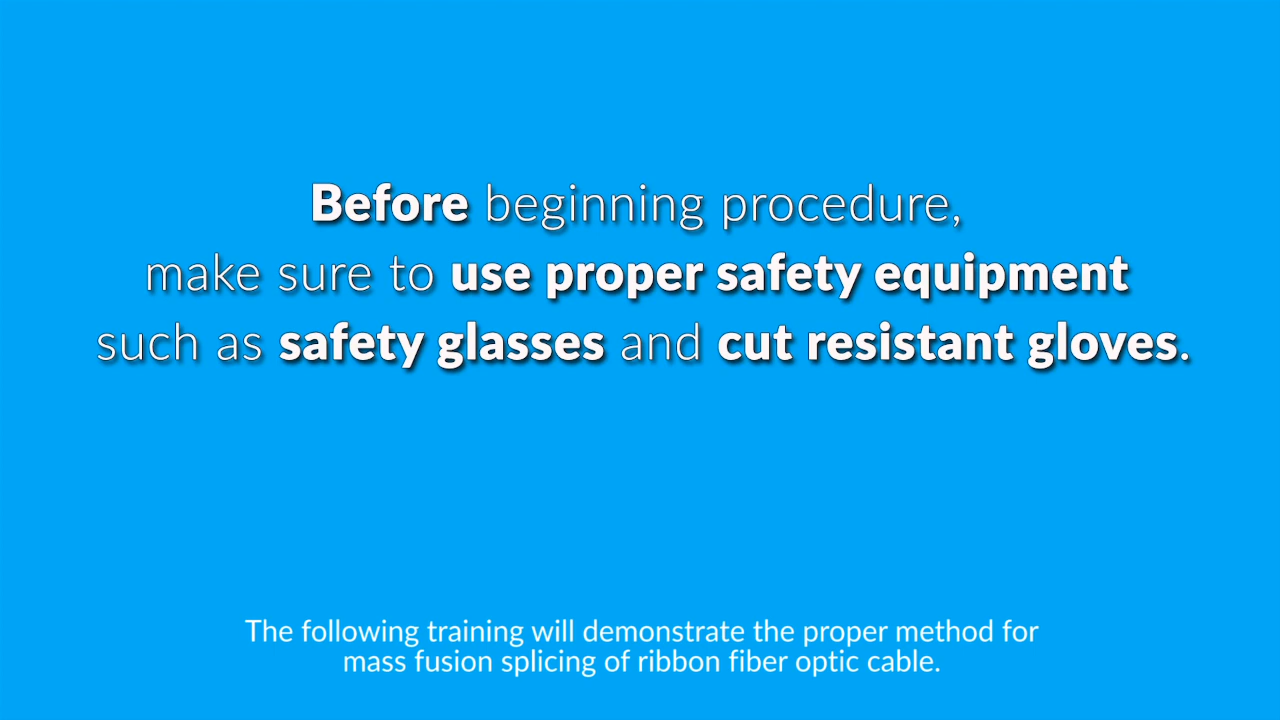 Before beginning procedure,
make sure to use proper safety equipment
such as safety glasses and cut resistant gloves.
The following training will demonstrate the proper method for
mass fusion splicing of ribbon fiber optic cable.